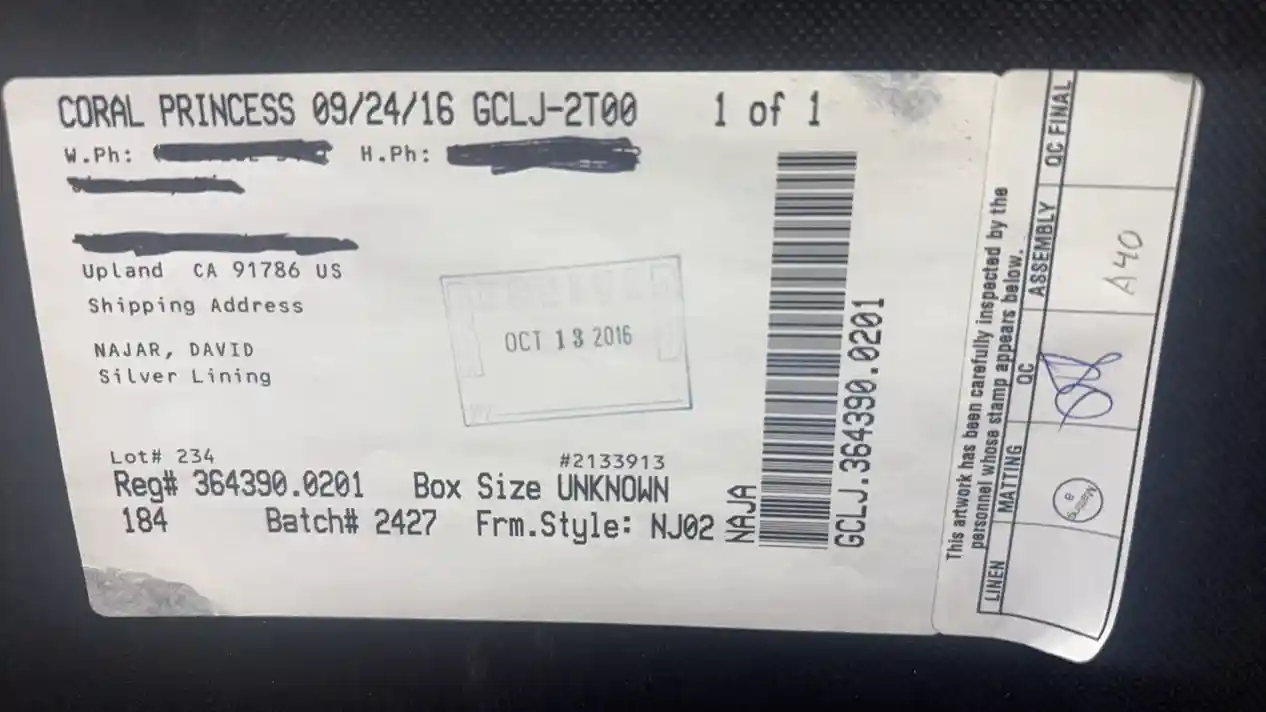 CORAL PRINCESS 09/24/16 GCLJ-2T00 1 of 1
W.Ph: H.Ph:
Upland CA 91786 US
Shipping Address
NAJAR, DAVID
Silver Lining
RECEIVED
OCT 13 2016
BY
Lot# 234 #2133913
Reg# 364390.0201 Box Size UNKNOWN
184 Batch# 2427 Frm.Style: NJ02
NAJA
GCLJ.364390.0201
This artwork has been carefully inspected by the
personnel whose stamp appears below.
LINEN MATTING QC ASSEMBLY QC FINAL
Matting
A40